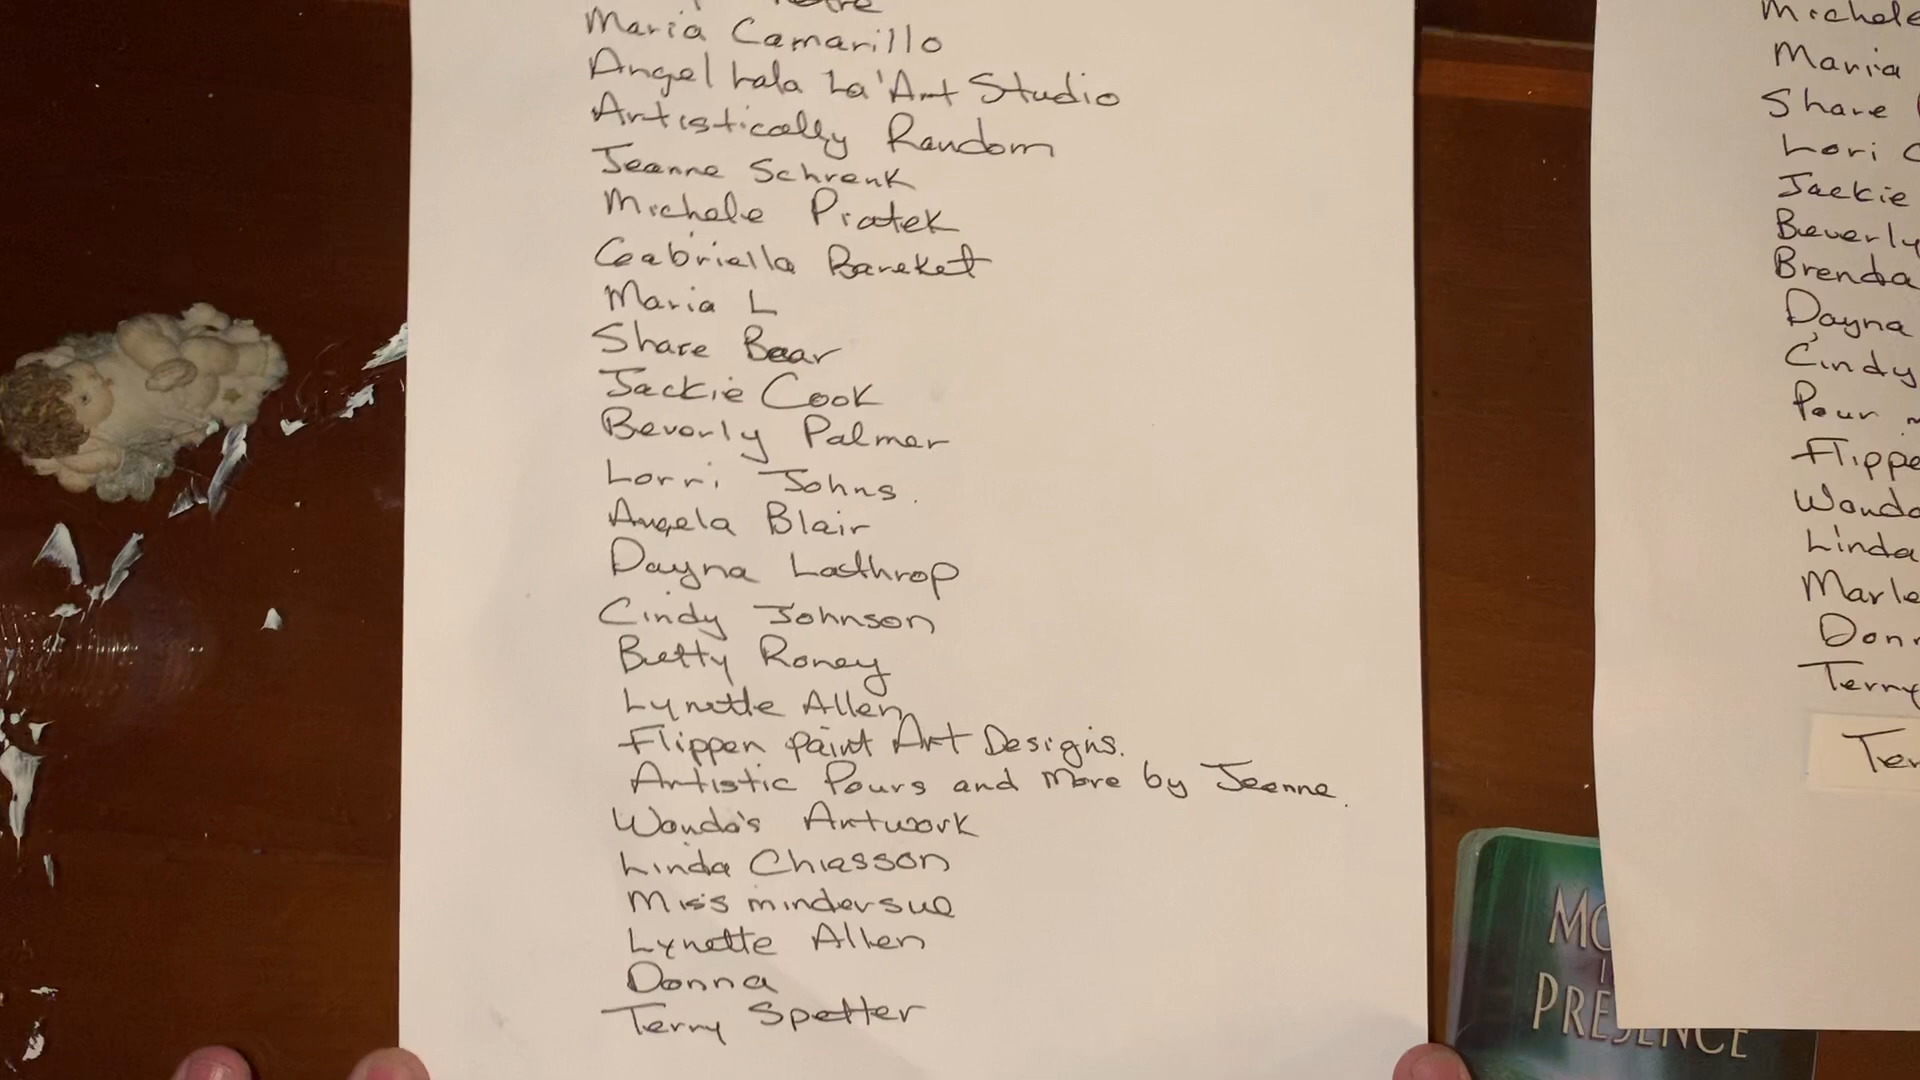 Maria Camarillo
Angel Lala La'Art Studio
Artistically Random
Jeanne Schrenk
Michele Piatek
Gabriella Bareket
Maria L
Share Bear
Jackie Cook
Beverly Palmer
Lorri Johns.
Angela Blair
Dayna Lathrop
Cindy Johnson
Betty Roney
Lynette Allen
Flippen paint Art Designs.
Artistic Pours and More by Jeanne.
Wanda's Artwork
Linda Chiasson
Miss mindersue
Lynette Allen
Donna
Terry Spetter
Michele
Maria
Share
Lori
Jackie
Beverly
Brenda
Dayna
Cindy
Pour
Flippe
Wanda
Linda
Marle
Donn
Terry
Ter
MO
PRESENCE